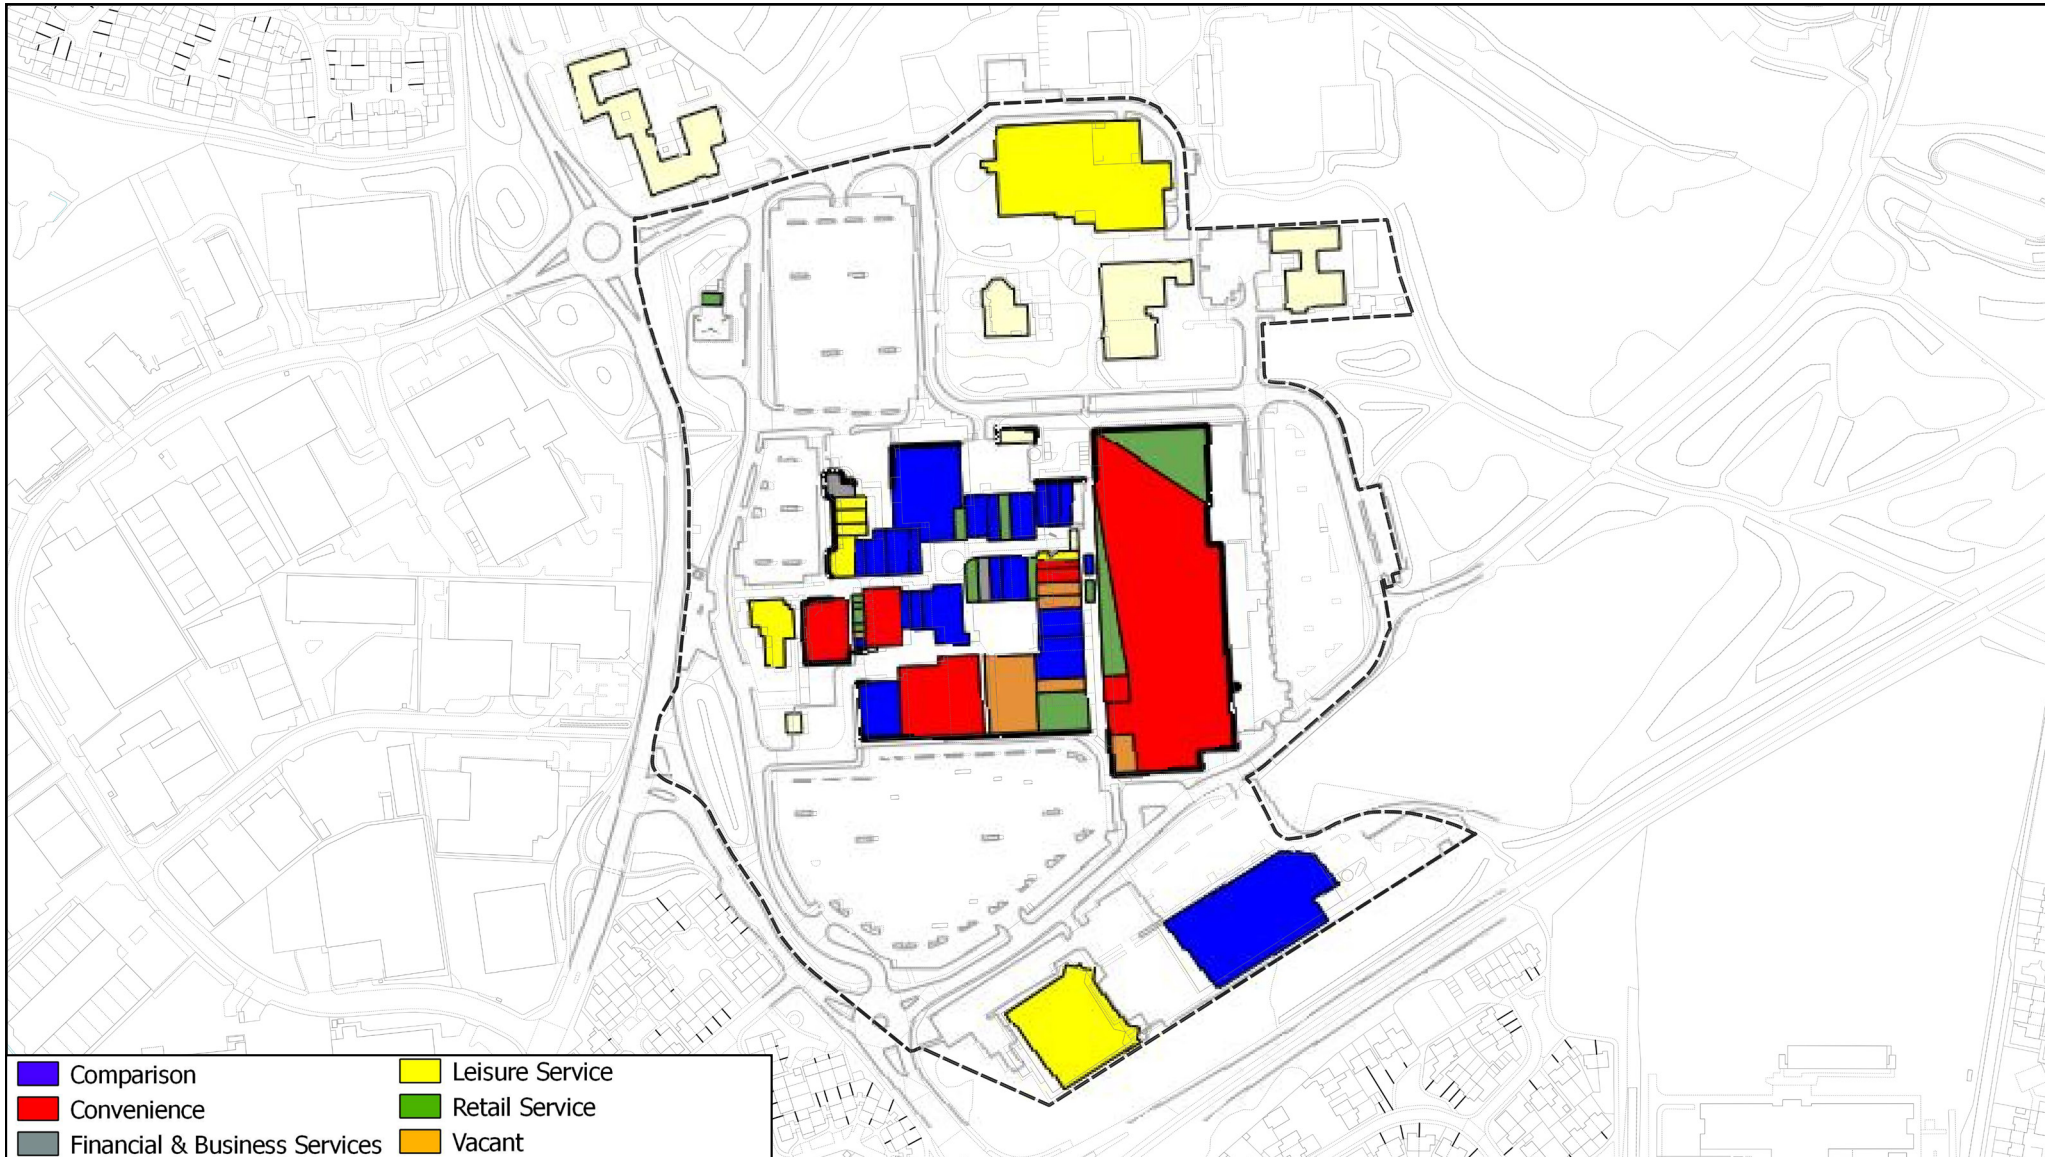 Comparison
Convenience
Financial & Business Services
Leisure Service
Retail Service
Vacant